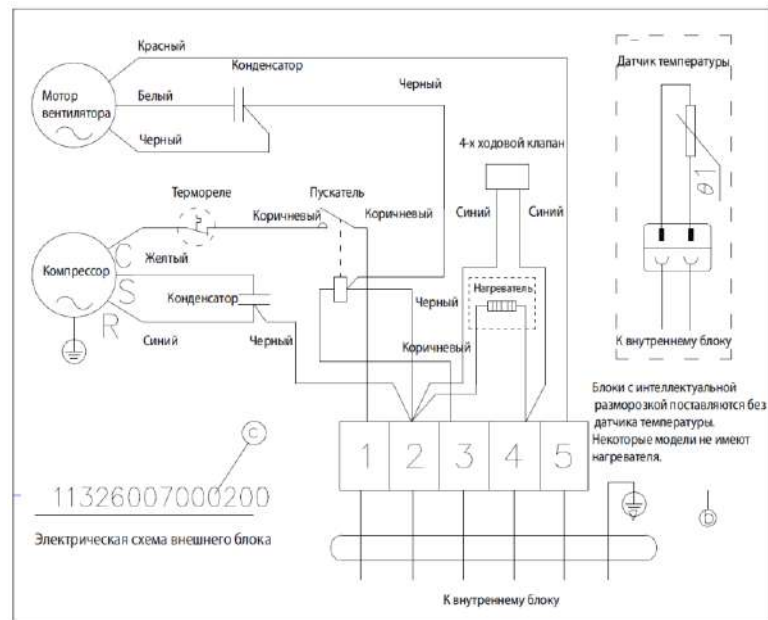 Красный
Конденсатор
Датчик температуры
Мотор
вентилятора
Белый
Черный
Черный
4-х ходовой клапан
θ1
Термореле
Пускатель
Коричневый
Коричневый
Синий
Синий
Компрессор
C
S
R
Желтый
Конденсатор
Нагреватель
Черный
Синий
Черный
Коричневый
К внутреннему блоку
Блоки с интеллектуальной
разморозкой поставляются без
датчика температуры.
Некоторые модели не имеют
нагревателя.
1 2 3 4 5
c
11326007000200
b
Электрическая схема внешнего блока
К внутреннему блоку